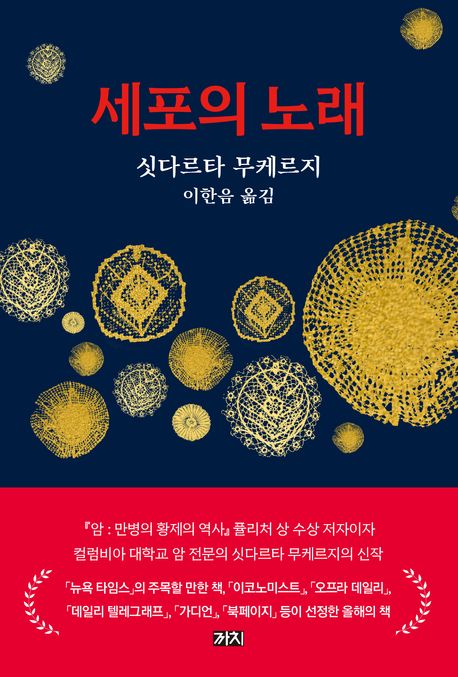 세포의 노래
싯다르타 무케르지
이한음 옮김
『암 : 만병의 황제의 역사』 퓰리처 상 수상 저자이자
컬럼비아 대학교 암 전문의 싯다르타 무케르지의 신작
「뉴욕 타임스」의 주목할 만한 책, 「이코노미스트」, 「오프라 데일리」,
「데일리 텔레그래프」, 「가디언」, 「북페이지」 등이 선정한 올해의 책
까치